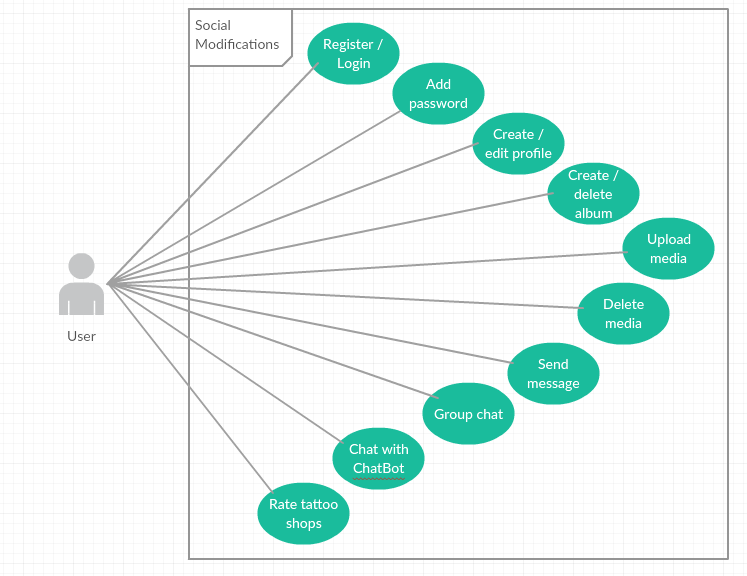 Social
Modifications
Register /
Login
Add
password
Create /
edit profile
Create /
delete
album
Upload
media
Delete
media
User
Send
message
Group chat
Chat with
ChatBot
Rate tattoo
shops